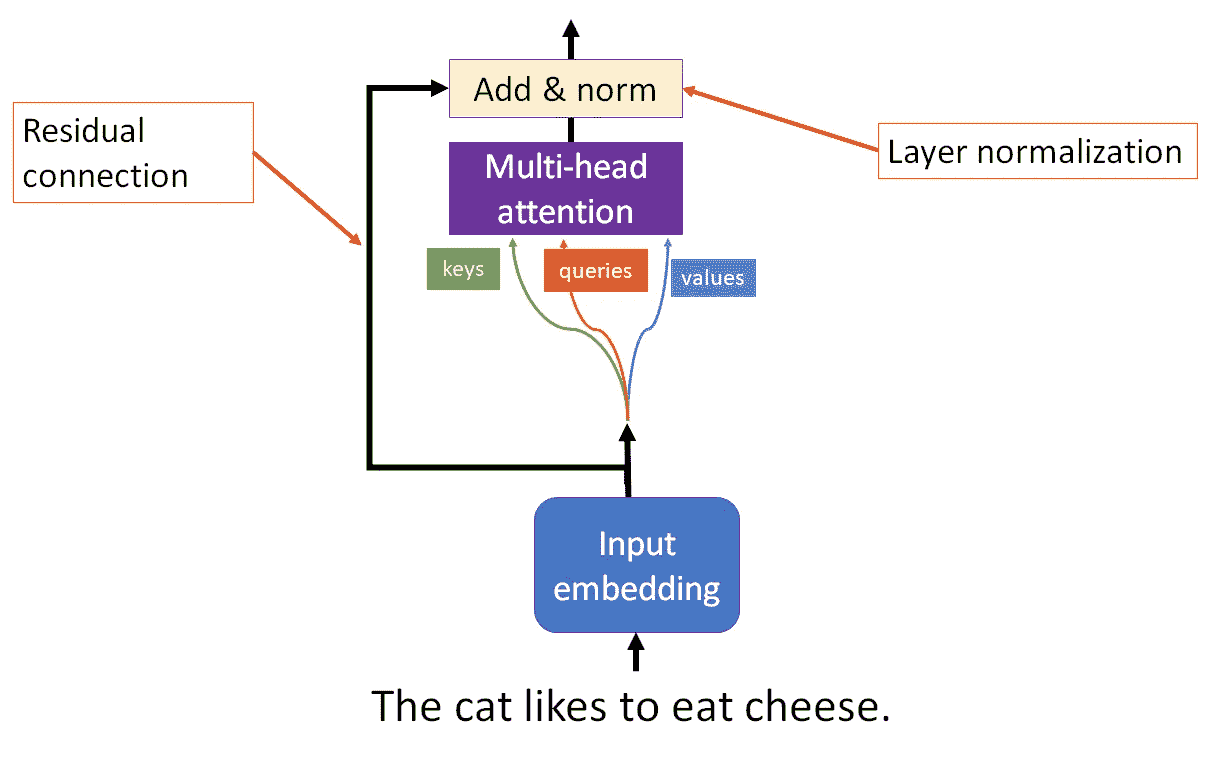 Add & norm
Residual
connection
Layer normalization
Multi-head
attention
keys
queries
values
Input
embedding
The cat likes to eat cheese.